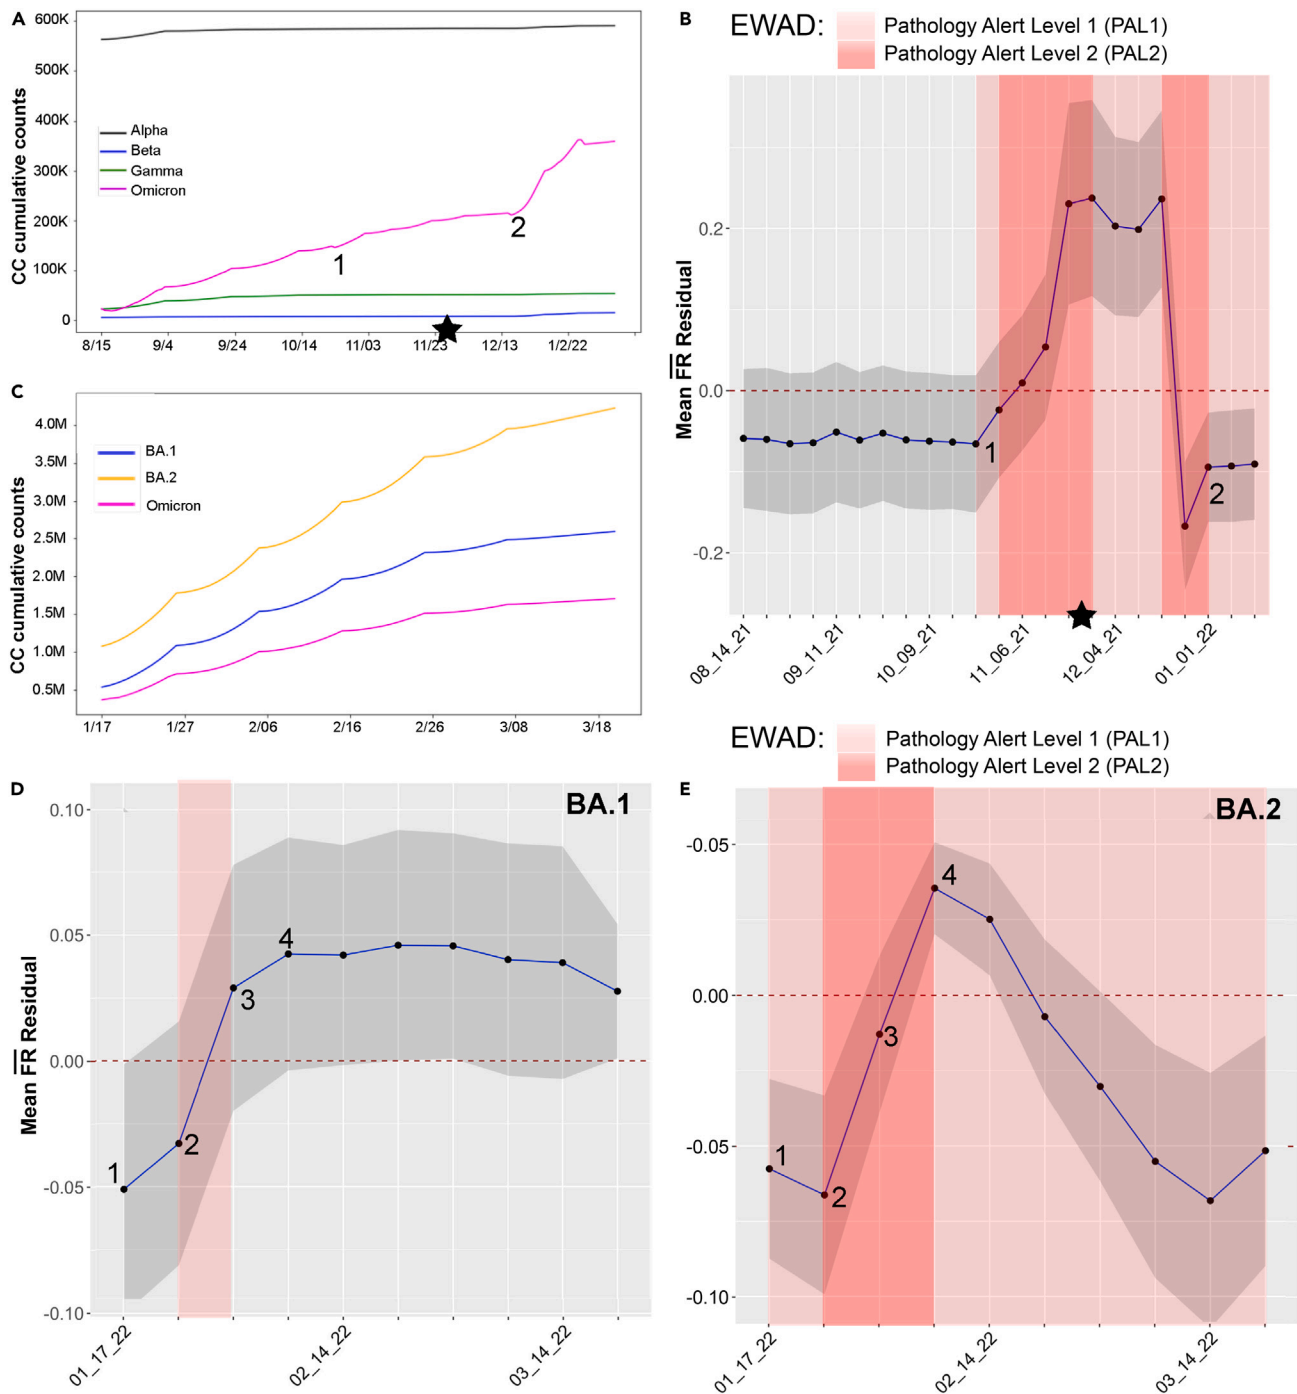 A
600K
500K
400K
300K
200K
100K
0
CC cumulative counts
Alpha
Beta
Gamma
Omicron
1
2
8/15
9/4
9/24
10/14
11/03
11/23
12/13
1/2/22
B
EWAD:
Pathology Alert Level 1 (PAL1)
Pathology Alert Level 2 (PAL2)
0.2
0.0
-0.2
Mean FR Residual
1
2
08_14_21
09_11_21
10_09_21
11_06_21
12_04_21
01_01_22
C
4.0M
3.5M
3.0M
2.5M
2.0M
1.5M
1.0M
0.5M
CC cumulative counts
BA.1
BA.2
Omicron
1/17
1/27
2/06
2/16
2/26
3/08
3/18
EWAD:
Pathology Alert Level 1 (PAL1)
Pathology Alert Level 2 (PAL2)
D
BA.1
0.10
0.05
0.00
-0.05
-0.10
Mean FR Residual
1
2
3
4
01_17_22
02_14_22
03_14_22
E
BA.2
-0.05
0.00
-0.05
-0.10
1
2
3
4
01_17_22
02_14_22
03_14_22